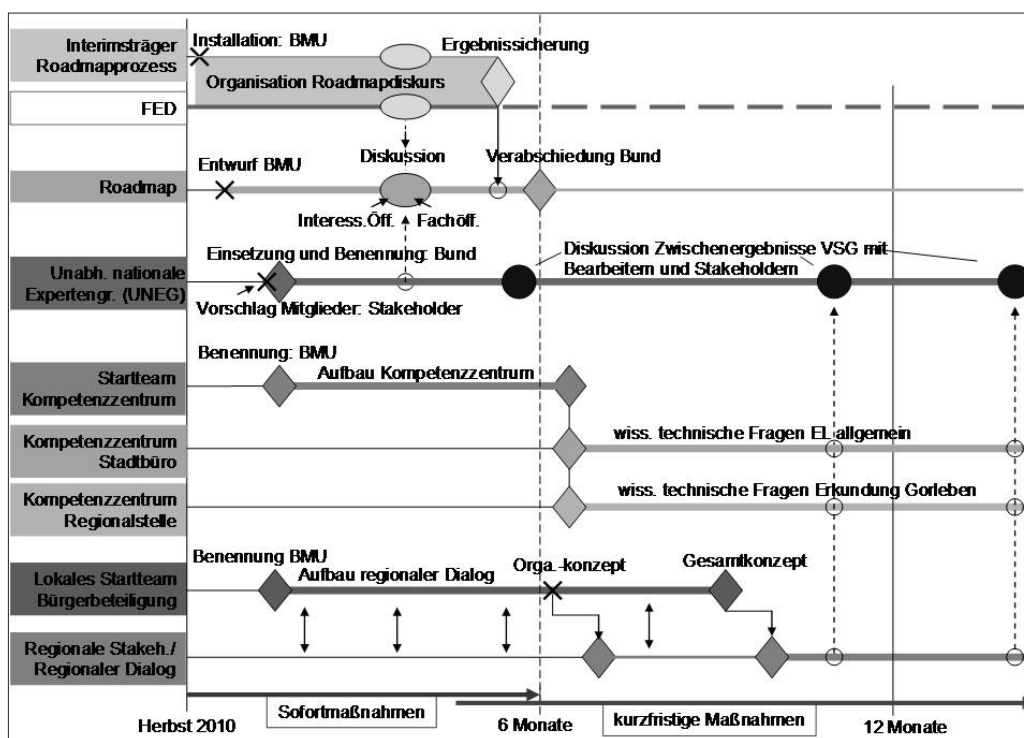 Interimsträger
Roadmapprozess
Installation: BMU
Ergebnissicherung
Organisation Roadmapdiskurs
FED
Diskussion
Verabschiedung Bund
Entwurf BMU
Roadmap
Interess.Öff.
Fachöff.
Einsetzung und Benennung: Bund
Diskussion Zwischenergebnisse VSG mit
Bearbeitern und Stakeholdern
Unabh. nationale
Expertengr. (UNEG)
Vorschlag Mitglieder: Stakeholder
Benennung: BMU
Startteam
Kompetenzzentrum
Aufbau Kompetenzzentrum
Kompetenzzentrum
Stadtbüro
wiss. technische Fragen EL allgemein
Kompetenzzentrum
Regionalstelle
wiss. technische Fragen Erkundung Gorleben
Benennung BMU
Lokales Startteam
Bürgerbeteiligung
Aufbau regionaler Dialog
Orga.-konzept
Gesamtkonzept
Regionale Stakeh./
Regionaler Dialog
Herbst 2010
Sofortmaßnahmen
6 Monate
kurzfristige Maßnahmen
12 Monate